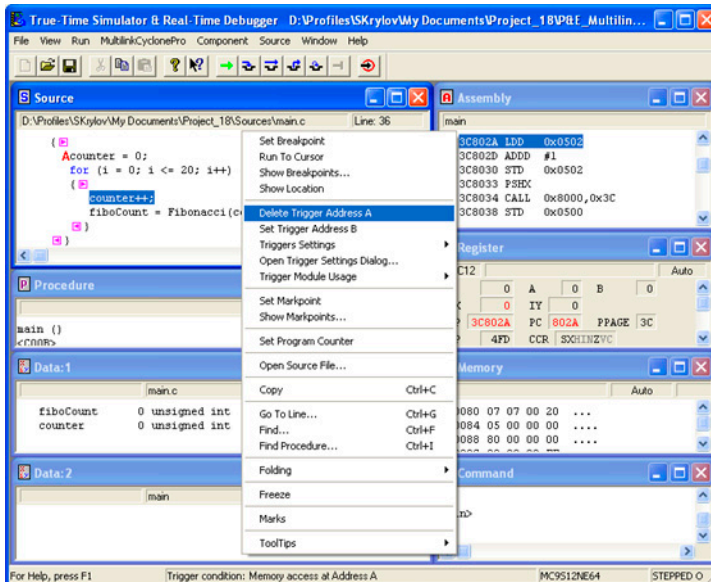 True-Time Simulator & Real-Time Debugger D:\Profiles\SKrylov\My Documents\Project_18\P&E_Multilin...
File View Run MultilinkCyclonePro Component Source Window Help
Source
D:\Profiles\SKrylov\My Documents\Project_18\Sources\main.c Line: 36
{
Acounter = 0;
for (i = 0; i <= 20; i++)
{
counter++;
fiboCount = Fibonacci(co
}
}
Procedure
main ()
Data:1
main.c
fiboCount 0 unsigned int
counter 0 unsigned int
Data:2
main
Set Breakpoint
Run To Cursor
Show Breakpoints...
Show Location
Delete Trigger Address A
Set Trigger Address B
Triggers Settings
Open Trigger Settings Dialog...
Trigger Module Usage
Set Markpoint
Show Markpoints...
Set Program Counter
Open Source File...
Copy Ctrl+C
Go To Line... Ctrl+G
Find... Ctrl+F
Find Procedure... Ctrl+I
Folding
Freeze
Marks
ToolTips
Assembly
main
3C802A LDD 0x0502
3C802D ADDD #1
3C8030 STD 0x0502
3C8033 PSHX
3C8034 CALL 0x8000,0x3C
3C8038 STD 0x0500
Register
C12 Auto
0 A 0 B 0
0 IY 0
3C802A PC 802A PPAGE 3C
4FD CCR SXHINZVC
Memory
Auto
0080 07 07 00 20 ....
0084 05 00 00 00 ....
0088 80 00 00 00 ....
Command
in>
For Help, press F1 Trigger condition: Memory access at Address A MC9S12NE64 STEPPED O